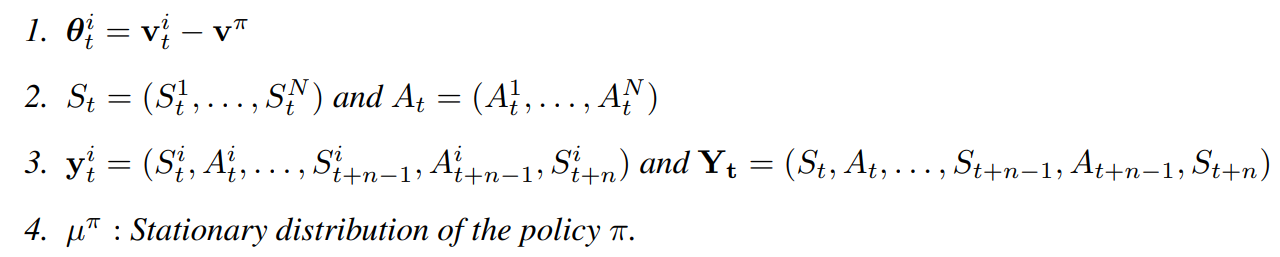 1. θ_t^i = v_t^i − v^π
2. S_t = (S_t^1, . . . , S_t^N) and A_t = (A_t^1, . . . , A_t^N)
3. y_t^i = (S_t^i, A_t^i, . . . , S_{t+n−1}^i, A_{t+n−1}^i, S_{t+n}^i) and Y_t = (S_t, A_t, . . . , S_{t+n−1}, A_{t+n−1}, S_{t+n})
4. μ^π : Stationary distribution of the policy π.